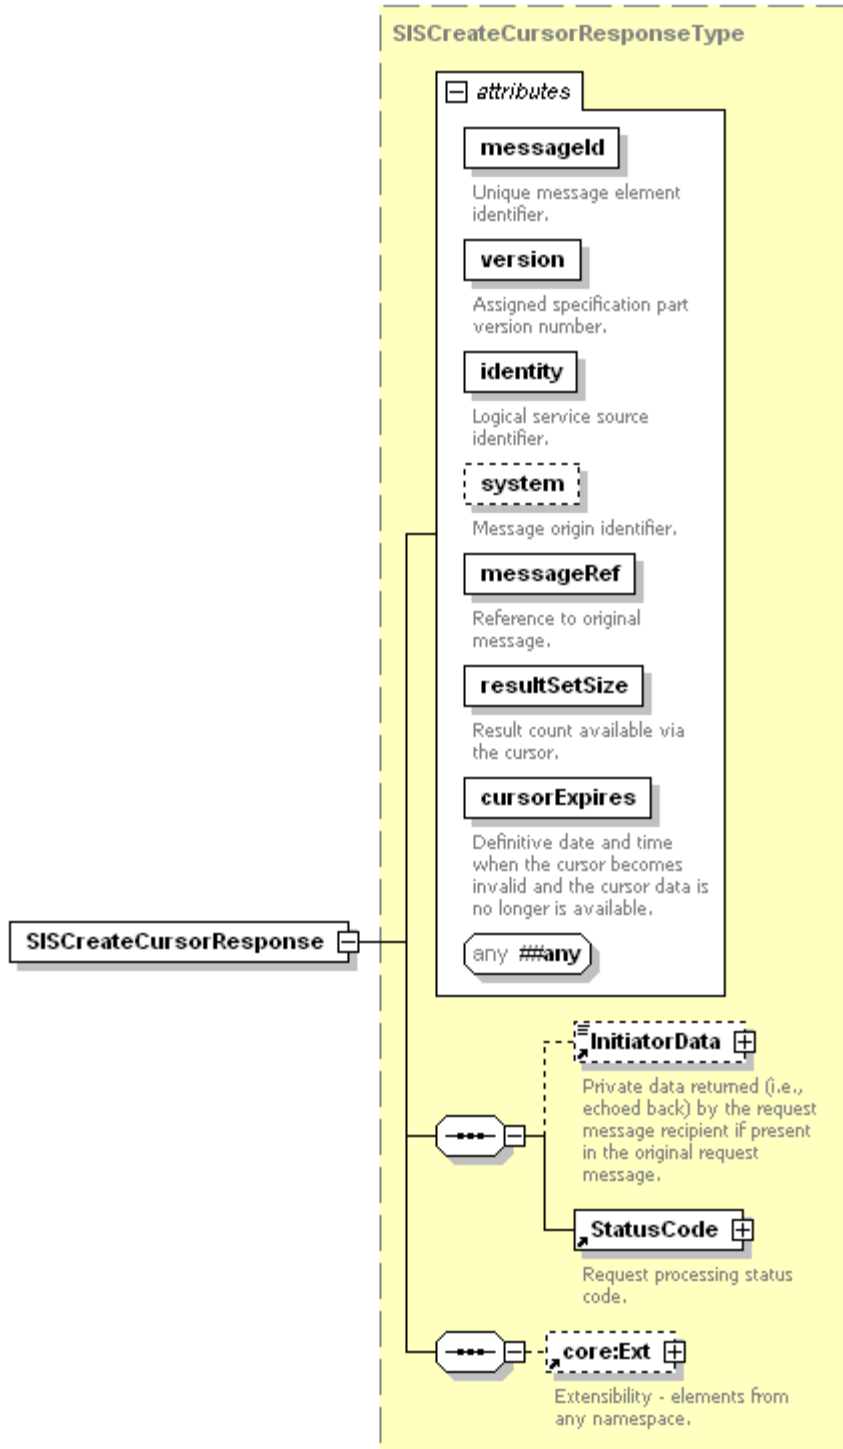 SISCreateCursorResponseType
attributes
messageId
Unique message element
identifier.
version
Assigned specification part
version number.
identity
Logical service source
identifier.
system
Message origin identifier.
messageRef
Reference to original
message.
resultSetSize
Result count available via
the cursor.
cursorExpires
Definitive date and time
when the cursor becomes
invalid and the cursor data is
no longer is available.
any ##any
SISCreateCursorResponse
InitiatorData
Private data returned (i.e.,
echoed back) by the request
message recipient if present
in the original request
message.
StatusCode
Request processing status
code.
core:Ext
Extensibility - elements from
any namespace.